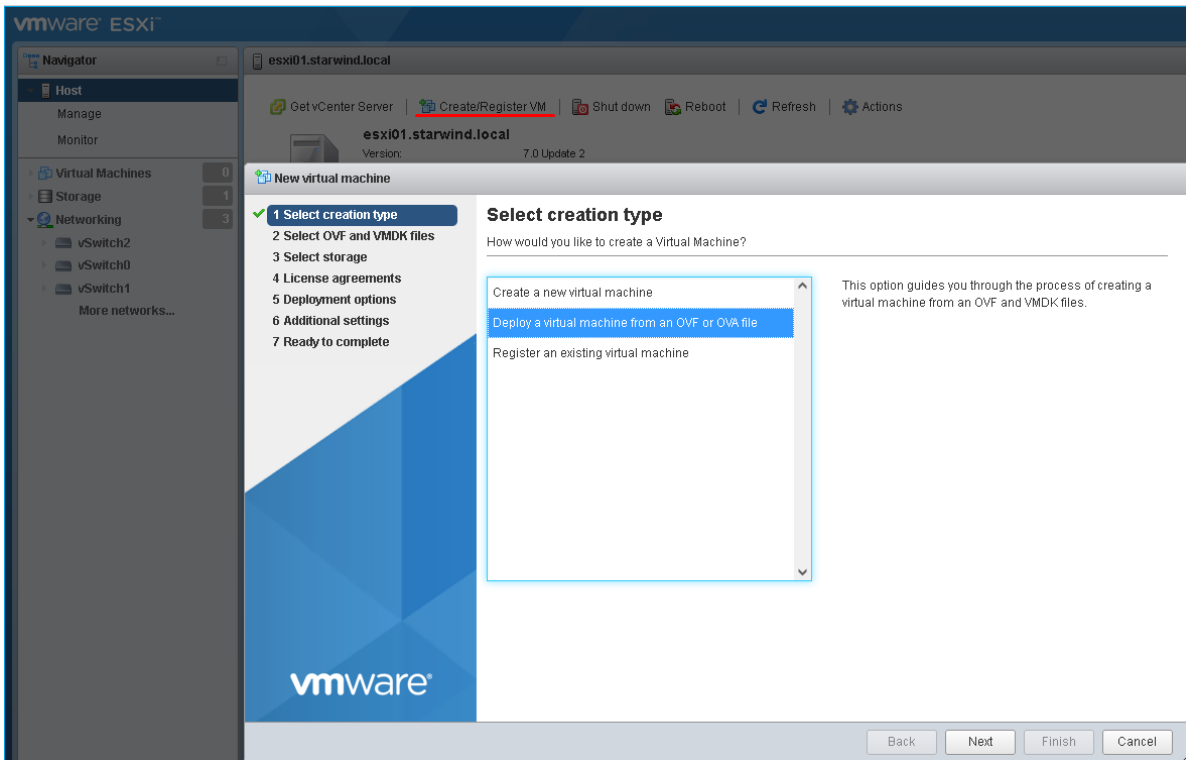 vmware ESXi™
Navigator
esxi01.starwind.local
Host
Manage
Monitor
Virtual Machines 0
Storage 1
Networking 3
vSwitch2
vSwitch0
vSwitch1
More networks...
Get vCenter Server | Create/Register VM | Shut down Reboot | Refresh | Actions
esxi01.starwind.local
Version: 7.0 Update 2
New virtual machine
1 Select creation type
2 Select OVF and VMDK files
3 Select storage
4 License agreements
5 Deployment options
6 Additional settings
7 Ready to complete
vmware®
Select creation type
How would you like to create a Virtual Machine?
Create a new virtual machine
Deploy a virtual machine from an OVF or OVA file
Register an existing virtual machine
This option guides you through the process of creating a
virtual machine from an OVF and VMDK files.
Back Next Finish Cancel